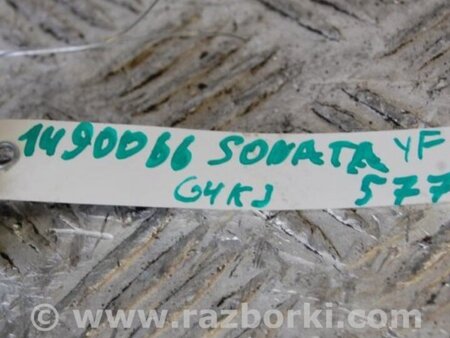 1490066 SONATA YF
G4KJ 577
© www.razborki.com